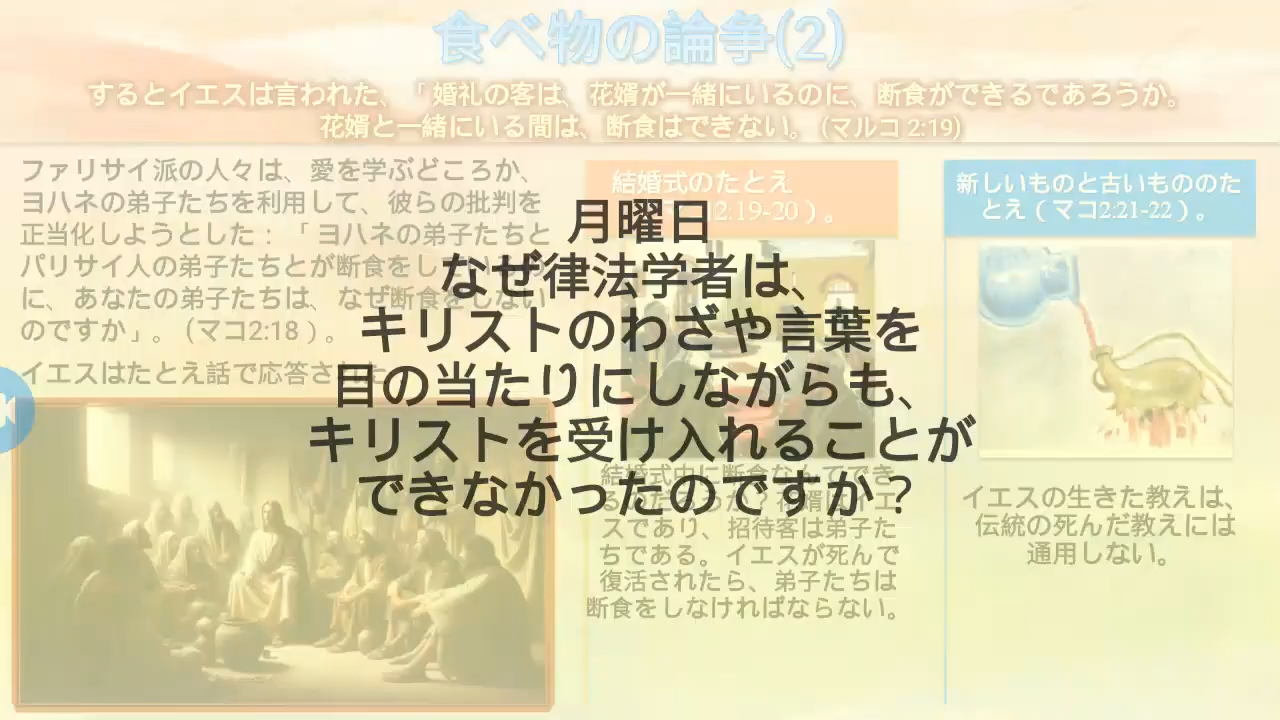 食べ物の論争(2)
するとイエスは言われた、「婚礼の客は、花婿が一緒にいるのに、断食ができるであろうか。
花婿と一緒にいる間は、断食はできない。(マルコ 2:19)
ファリサイ派の人々は、愛を学ぶどころか、
ヨハネの弟子たちを利用して、彼らの批判を
正当化しようとした：「ヨハネの弟子たちと
パリサイ人の弟子たちとが断食をし
に、あなたの弟子たちは、なぜ断食をしない
のですか」。（マコ2:18）。
イエスはたとえ話で応答され
結婚式のたとえ
2:19-20）。
結婚式中に断食なんてでき
イエ
スであり、招待客は弟子た
ちである。イエスが死んで
復活されたら、弟子たちは
断食をしなければならない。
新しいものと古いもののた
とえ（マコ2:21-22）。
イエスの生きた教えは、
伝統の死んだ教えには
通用しない。
月曜日
なぜ律法学者は、
キリストのわざや言葉を
目の当たりにしながらも、
キリストを受け入れることが
できなかったのですか？